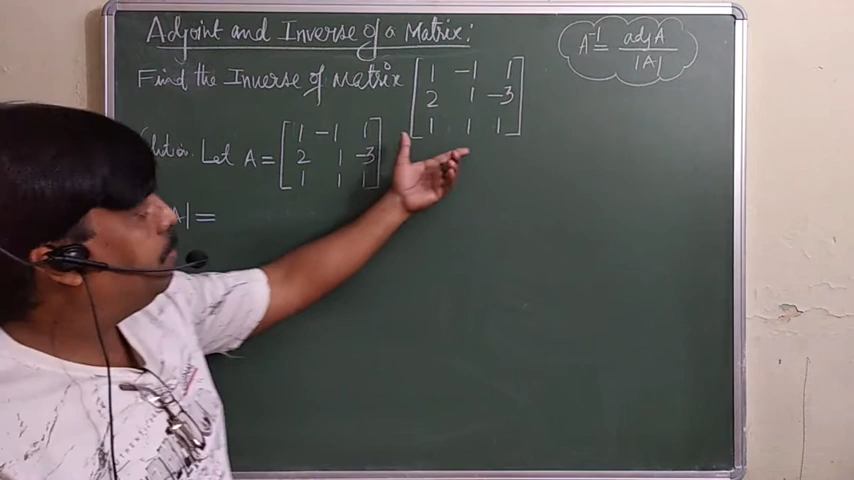 Adjoint and Inverse of a Matrix:
A⁻¹ = adj A / |A|
Find the Inverse of Matrix [1 -1 1
2 1 -3
1 1 1]
Let A = [1 -1 1
2 1 -3
1 1 1]
A| =